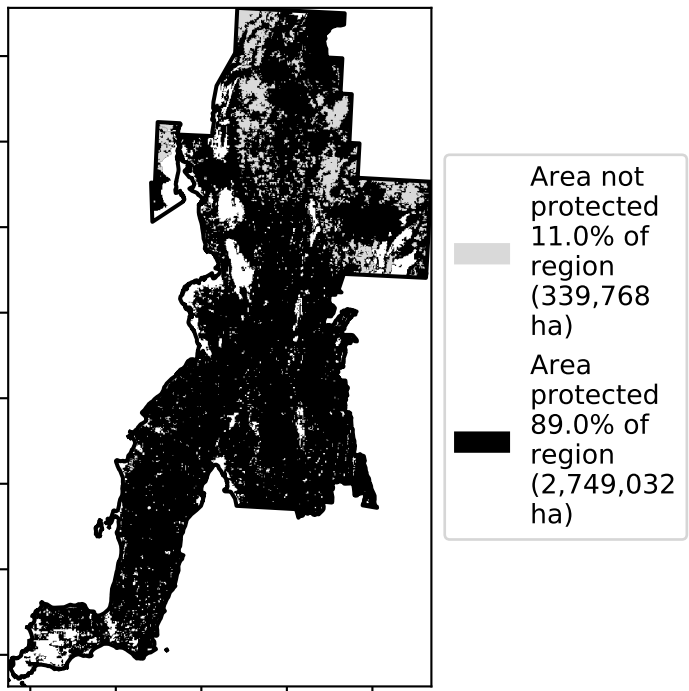 Area not
protected
11.0% of
region
(339,768
ha)
Area
protected
89.0% of
region
(2,749,032
ha)